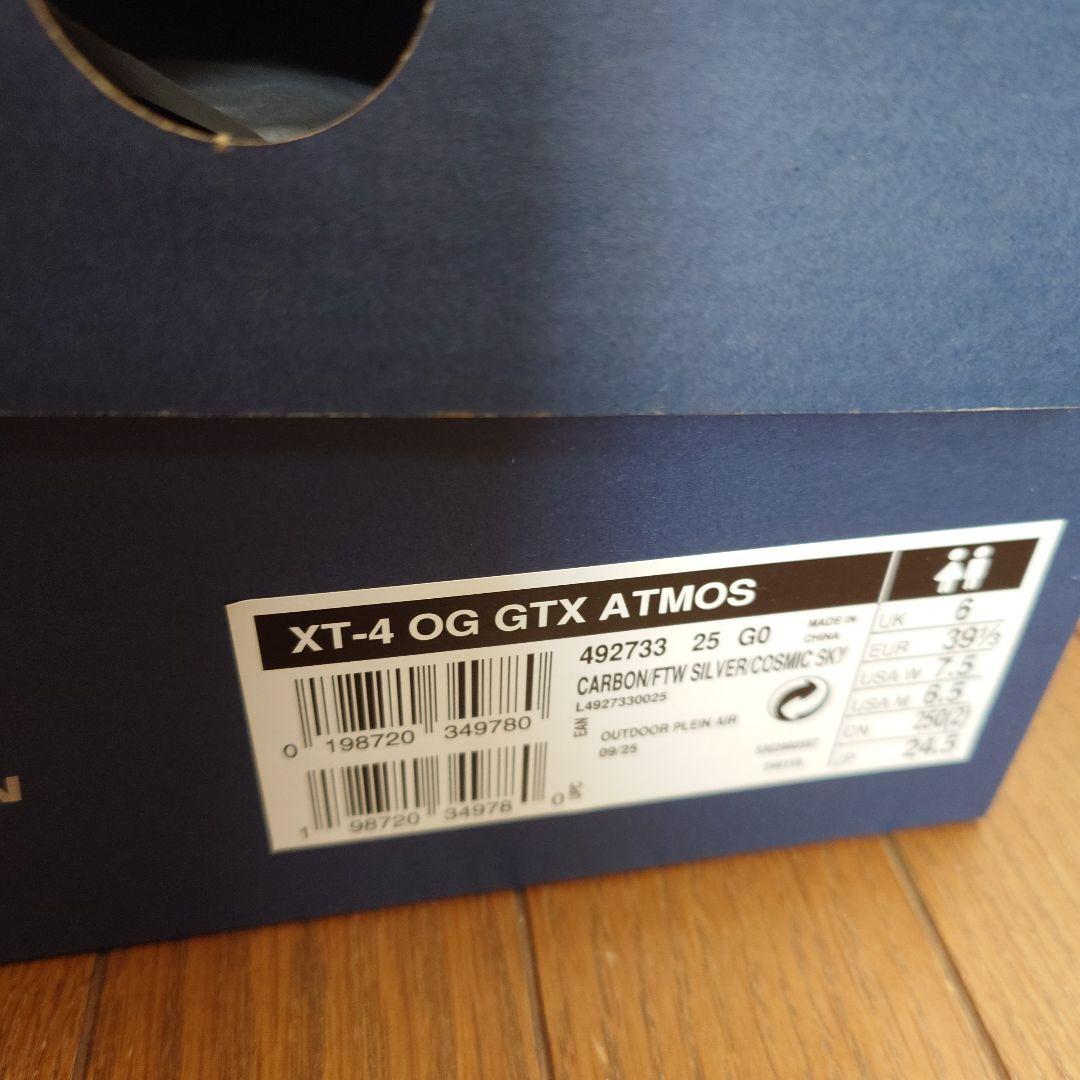 XT-4 OG GTX ATMOS
492733 25 G0
MADE IN
CHINA
CARBON/FTW SILVER/COSMIC SKY
L4927330025
EAN
OUTDOOR PLEIN AIR
09/25
0 198720 349780
1 98720 34978 0
UPC
UK 6
EUR 39⅓
USA W 7.5
USA M 6.5
CN 250(2)
JP 24.5
N